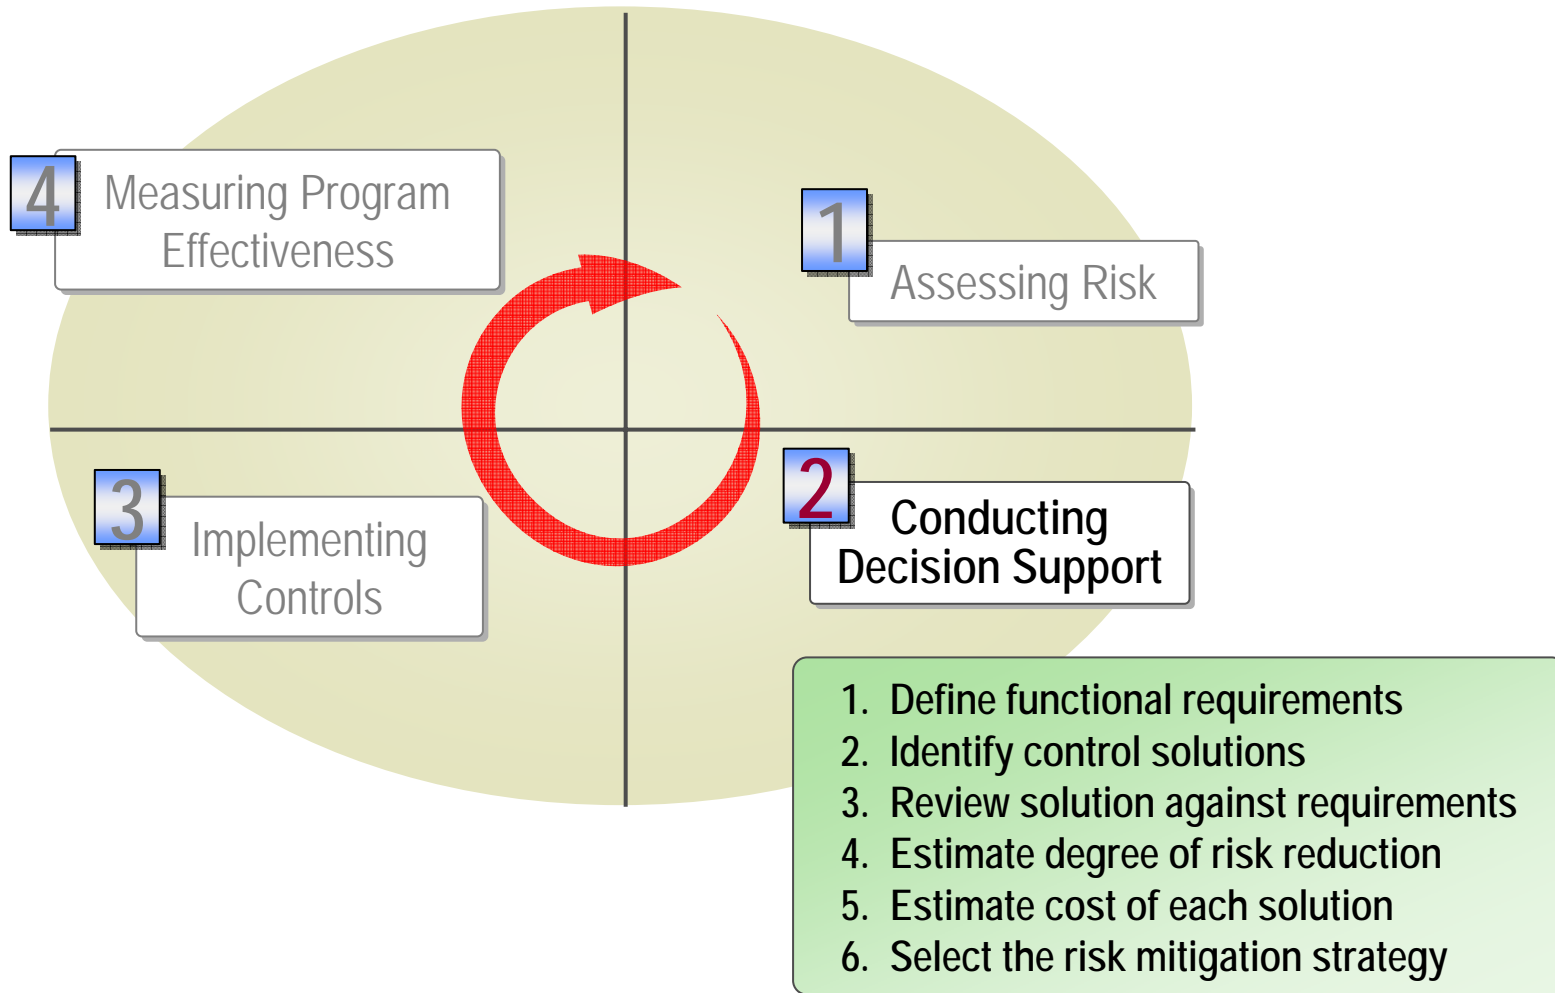 4
Measuring Program
Effectiveness
1
Assessing Risk
3
Implementing
Controls
2
Conducting
Decision Support
1. Define functional requirements
2. Identify control solutions
3. Review solution against requirements
4. Estimate degree of risk reduction
5. Estimate cost of each solution
6. Select the risk mitigation strategy